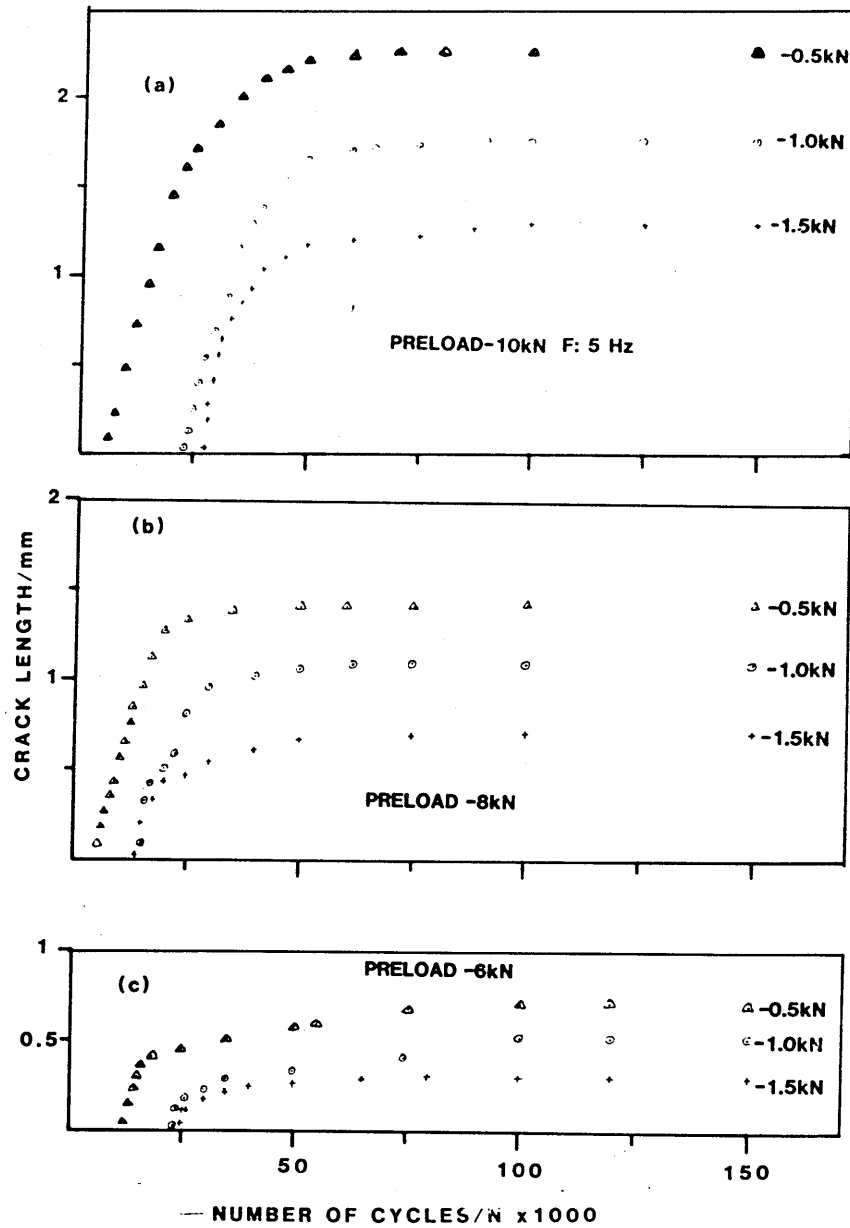 (a)
2
1
-0.5kN
-1.0kN
-1.5kN
PRELOAD-10kN F: 5 Hz
CRACK LENGTH/mm
(b)
2
1
-0.5kN
-1.0kN
-1.5kN
PRELOAD -8kN
(c)
1
0.5
PRELOAD -6kN
-0.5kN
-1.0kN.
-1.5kN
50
100
150
— NUMBER OF CYCLES/N x1000